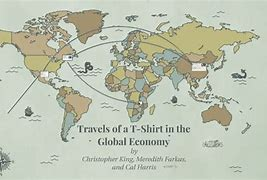 Travels of a T-Shirt in the
Global Economy
by
Christopher King, Meredith Farkas,
and Cal Harris